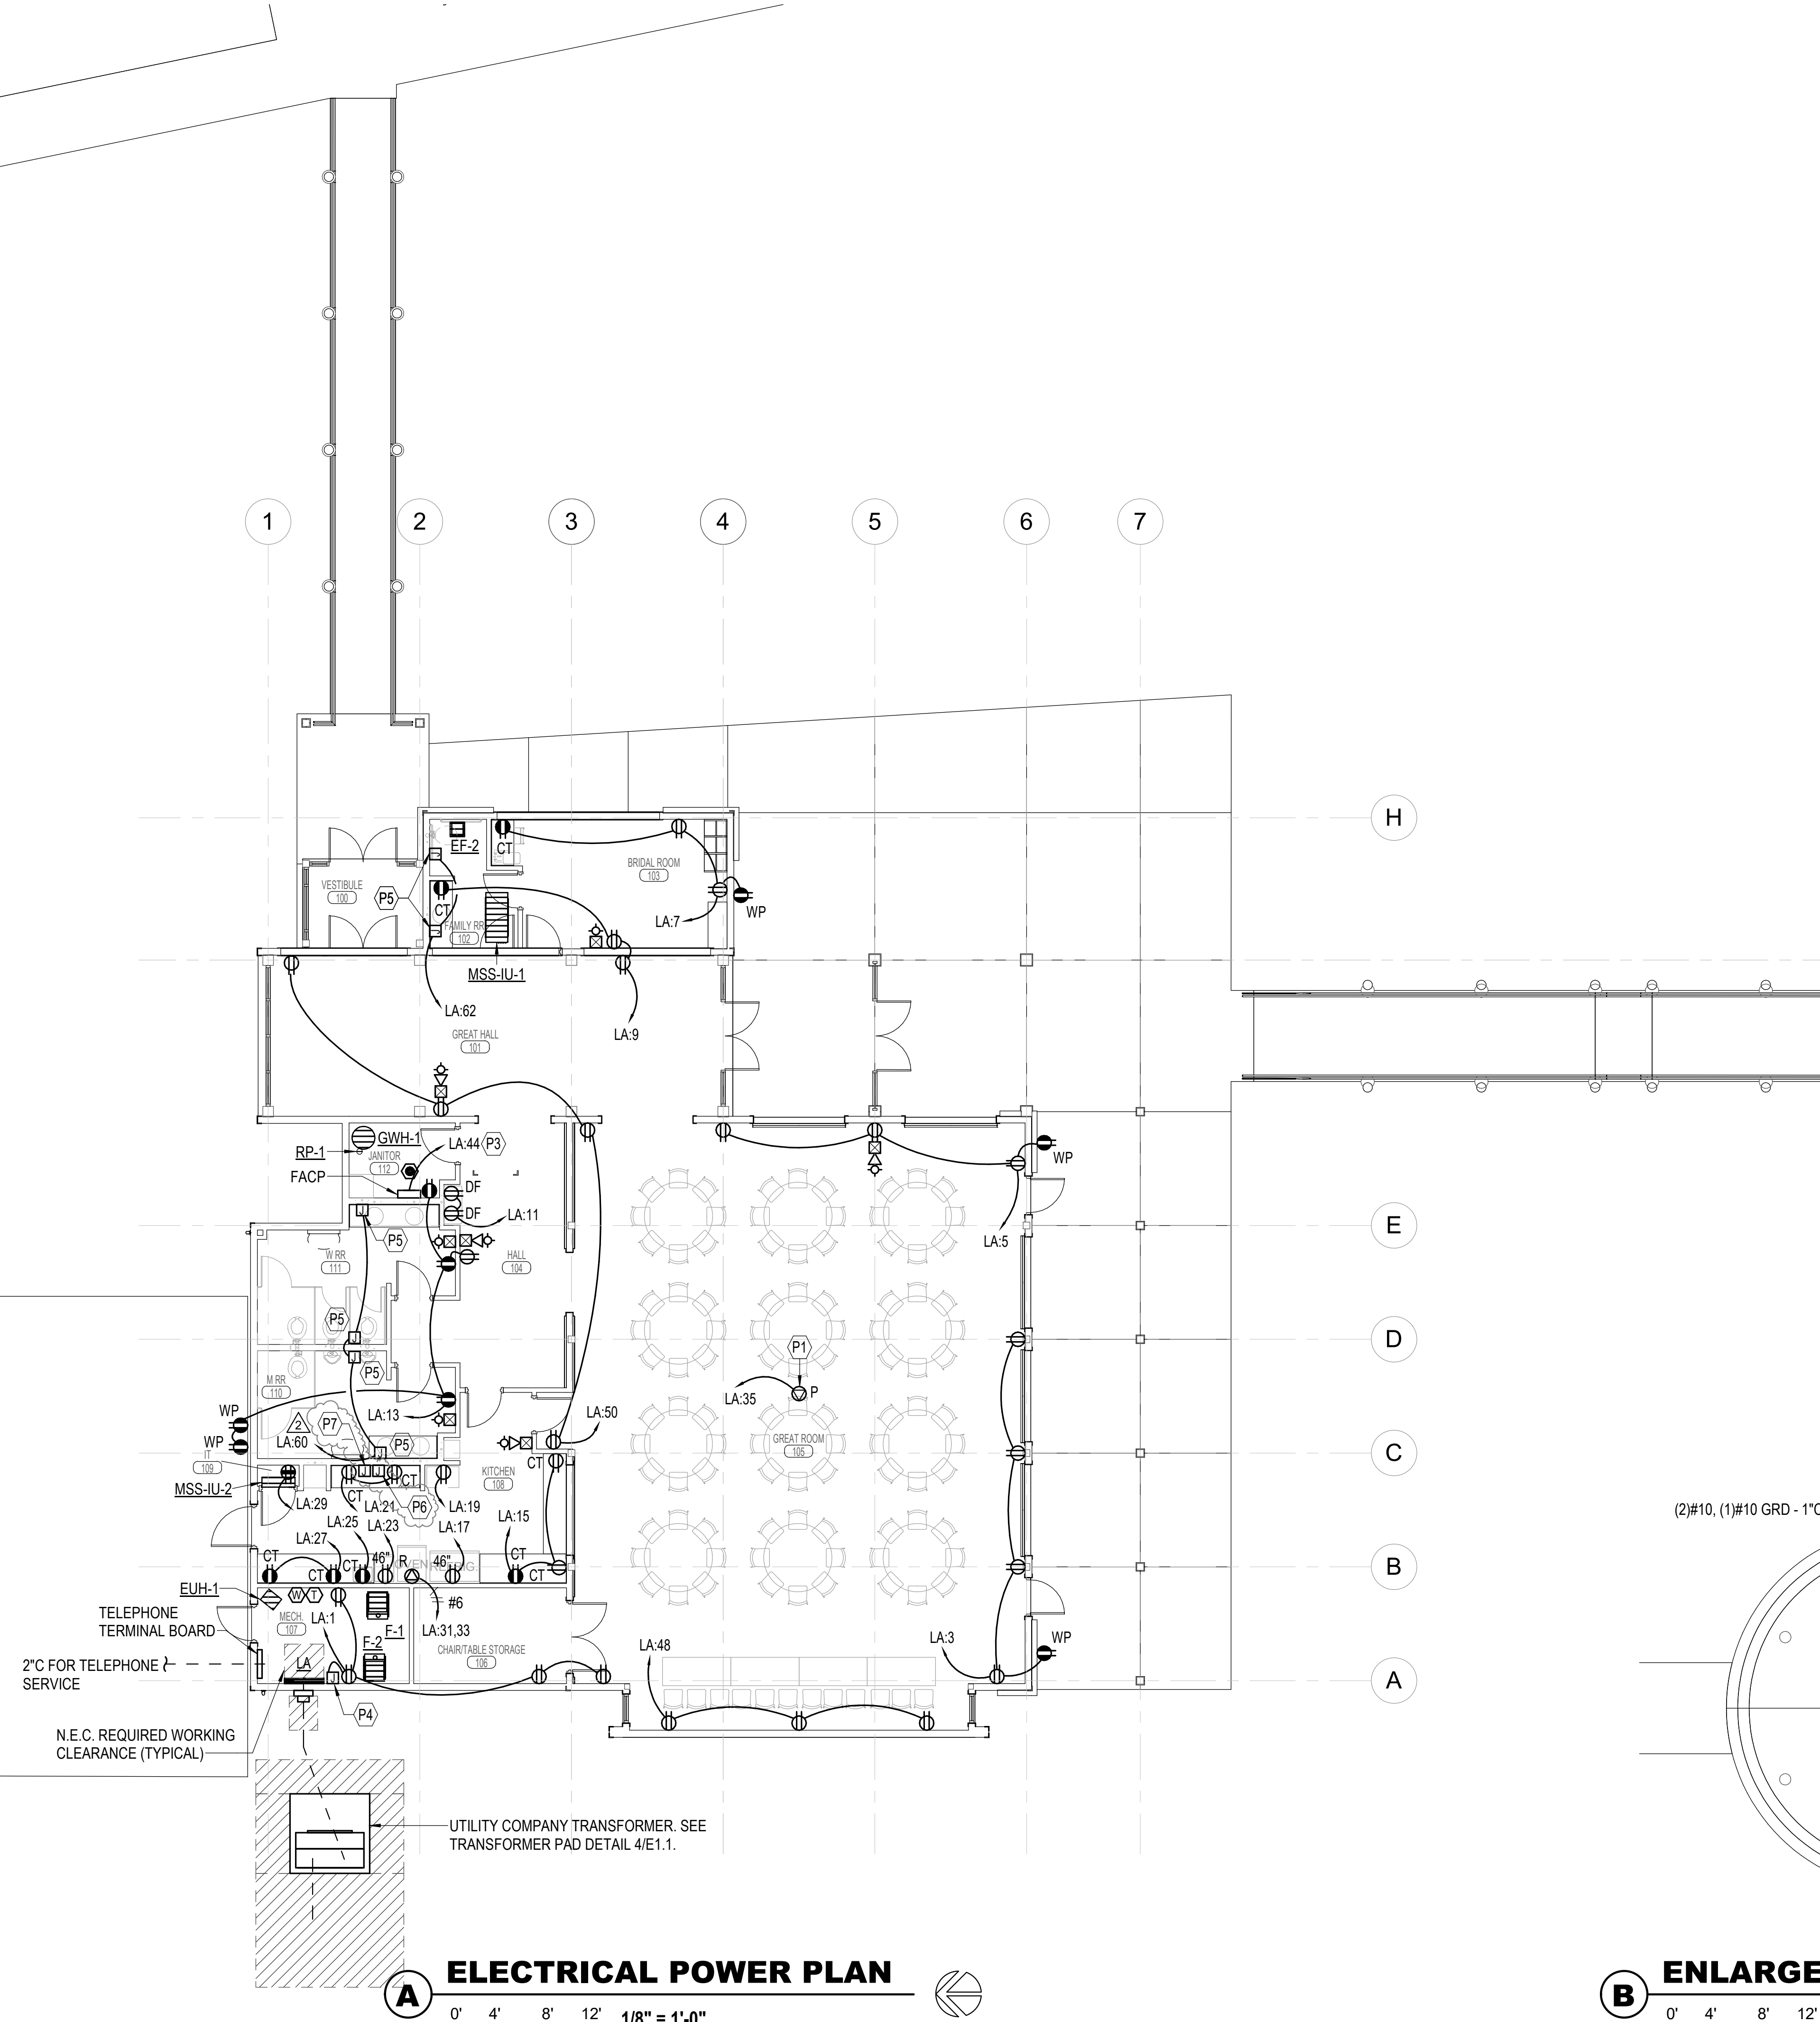 1
2
3
4
5
6
7
H
EF-2
CT
BRIDAL ROOM
103
VESTIBULE
100
P5
CT
WP
LA:7
FAMILY RR
102
MSS-IU-1
LA:62
LA:9
GREAT HALL
101
GWH-1
LA:44
P3
RP-1
JANITOR
112
FACP
DF
DF
LA:11
WP
E
P5
LA:5
W RR
111
HALL
104
P5
D
P1
P5
M RR
110
LA:35
P
WP
LA:13
LA:50
2
P7
WP
LA:60
P5
GREAT ROOM
105
C
IT
109
CT
KITCHEN
108
MSS-IU-2
CT
LA:29
CT
LA:21
P6
LA:19
(2)#10, (1)#10 GRD - 1"C
LA:25
LA:23
LA:17
LA:15
LA:27
CT
CT
46"
R
46"
CT
B
CT
CT
EUH-1
W
T
#6
TELEPHONE
TERMINAL BOARD
MECH.
107
LA:1
F-1
LA:31,33
F-2
CHAIR/TABLE STORAGE
106
LA:48
LA:3
WP
2"C FOR TELEPHONE
SERVICE
LA
A
P4
N.E.C. REQUIRED WORKING
CLEARANCE (TYPICAL)
UTILITY COMPANY TRANSFORMER. SEE
TRANSFORMER PAD DETAIL 4/E1.1.
A
ELECTRICAL POWER PLAN
0' 4' 8' 12' 1/8" = 1'-0"
B
ENLARGE
0' 4' 8' 12'